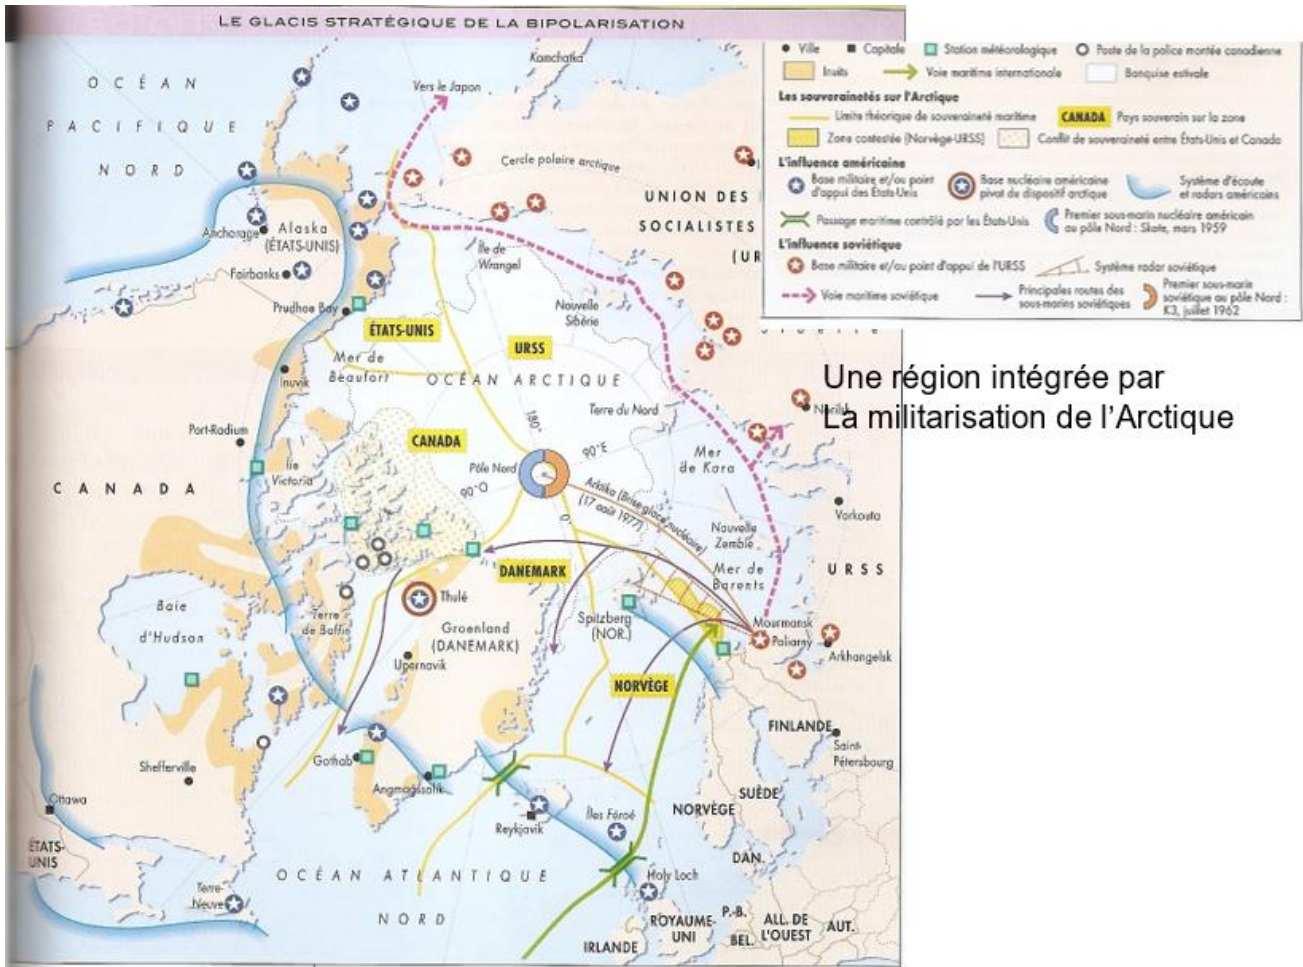 LE GLACIS STRATÉGIQUE DE LA BIPOLARISATION
Ville
Capitale
Station météorologique
Poste de la police montée canadienne
Inuits
Voie maritime internationale
Banquise estivale
Les souverainetés sur l'Arctique
Limite théorique de souveraineté maritime
CANADA
Pays souverain sur la zone
Zone contestée (Norvège-URSS)
Conflit de souveraineté entre États-Unis et Canada
L'influence américaine
Base militaire et/ou point
d'appui des États-Unis
Base nucléaire américaine
pivot du dispositif arctique
Système d'écoute
et radars américains
Passage maritime contrôlé par les États-Unis
Premier sous-marin nucléaire américain
au pôle Nord : Skate, mars 1959
L'influence soviétique
Base militaire et/ou point d'appui de l'URSS
Système radar soviétique
Voie maritime soviétique
Principales routes des
sous-marins soviétiques
Premier sous-marin
soviétique au pôle Nord :
K3, juillet 1962
Une région intégrée par
La militarisation de l'Arctique
OCÉAN
PACIFIQUE
NORD
Kamchatka
Vers le Japon
Cercle polaire arctique
UNION DES
SOCIALISTES
(UR
Anchorage
Alaska
(ÉTATS-UNIS)
Fairbanks
Prudhoe Bay
Île de
Wrangel
Nouvelle
Sibérie
ÉTATS-UNIS
URSS
Mer de
Beaufort
OCÉAN ARCTIQUE
Inuvik
Terre du Nord
Norilsk
180°
90° E.
90° O.
0°
Port-Radium
CANADA
Pôle Nord
Mer
de Kara
Île
Victoria
CANADA
Arktika (Brise-glace nucléaire)
(17 août 1977)
Vorkouta
Nouvelle
Zemble
URSS
DANEMARK
Mer de
Barents
Baie
d'Hudson
Terre
de Baffin
Thulé
Groenland
(DANEMARK)
Spitzberg
(NOR.)
Mourmansk
Poliarny
Arkhangelsk
Upernavik
NORVÈGE
FINLANDE
Saint-
Pétersbourg
Shefferville
Gothab
Angmagssalik
Ottawa
Reykjavik
Îles Féroé
NORVÈGE
SUÈDE
ÉTATS-
UNIS
DAN.
OCÉAN ATLANTIQUE
NORD
Holy Loch
Terre-
Neuve
ROYAUME-
UNI
P.-B.
BEL.
ALL. DE
L'OUEST
AUT.
IRLANDE